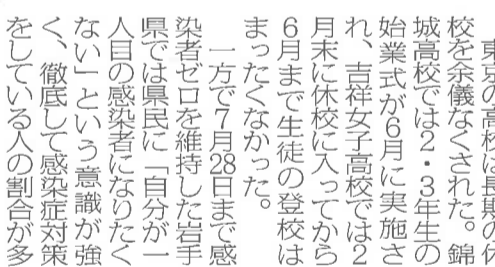 東京の高校は長期の休
校を余儀なくされた。錦
城高校では２・３年生の
始業式が６月に実施さ
れ、吉祥女子高校では２
月末に休校に入ってから
６月まで生徒の登校は
まったくなかった。
一方で７月28日まで感
染者ゼロを維持した岩手
県では県民に「自分が一
人目の感染者になりたく
ない」という意識が強
く、徹底して感染症対策
をしている人の割合が多